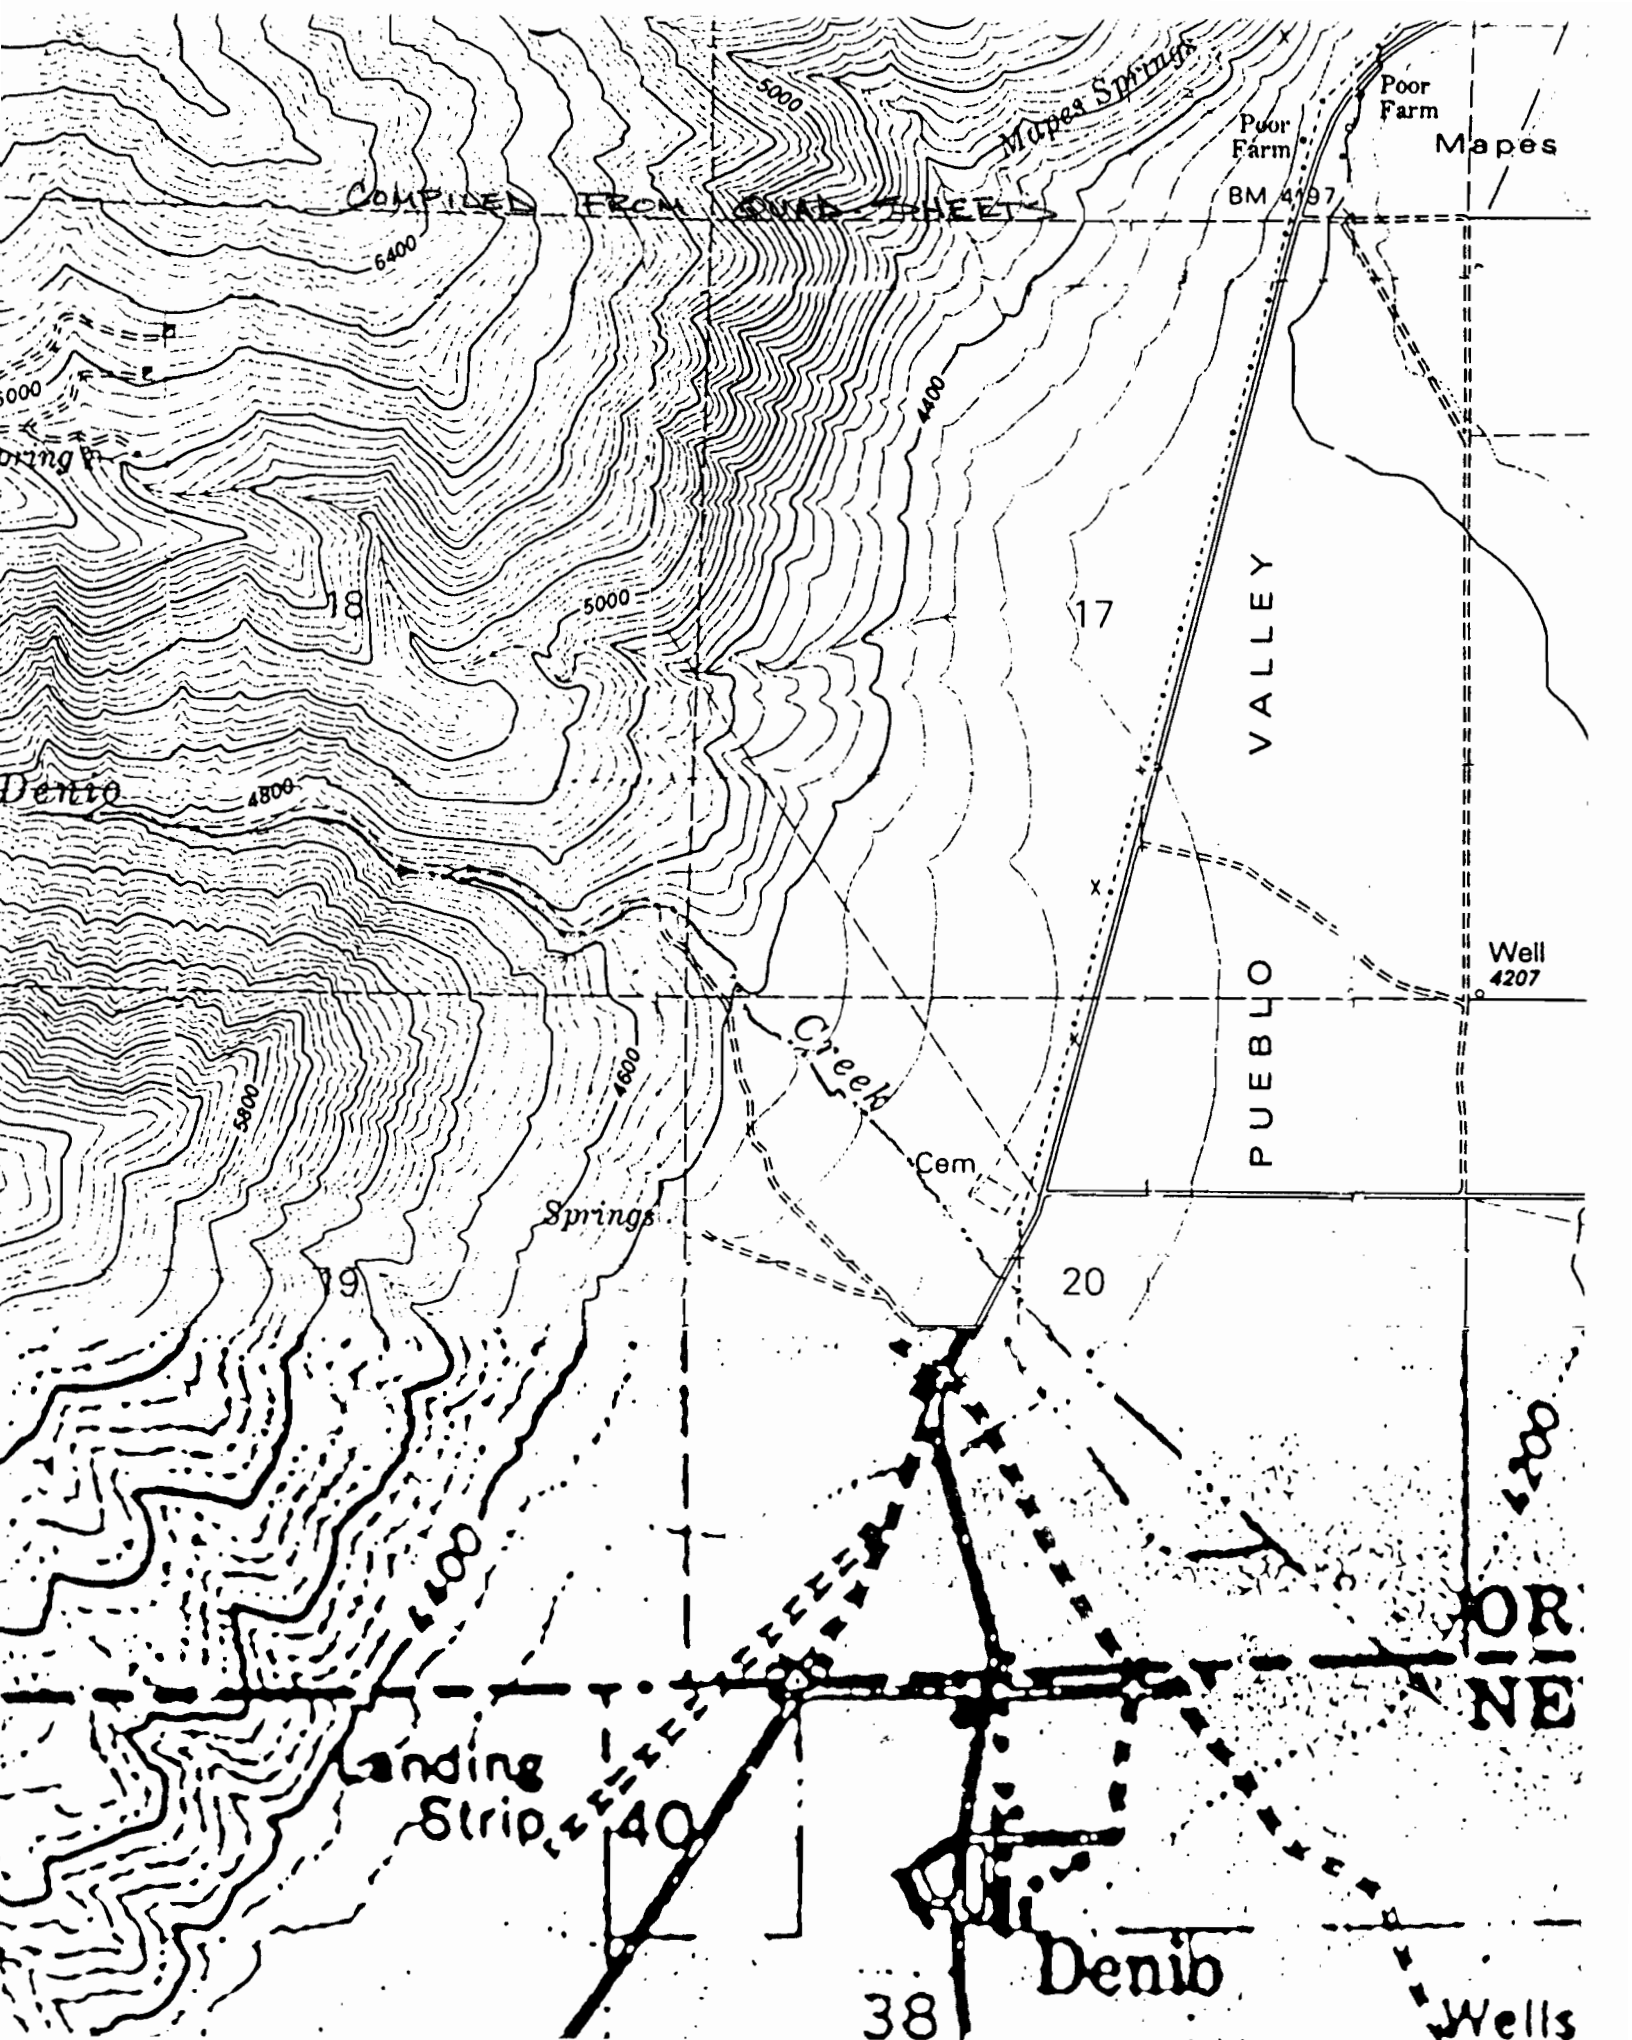 5000
Mapes Springs
Poor
Farm
Poor
Farm
Mapes
COMPILED FROM QUAD SHEETS
BM 4197
6400
4400
5000
18
17
VALLEY
Denio
4800
Well
4207
PUEBLO
Creek
4600
5800
Cem
Springs
19
20
4200
4400
OR
NE
Landing
Strip
40
Denio
38
Wells